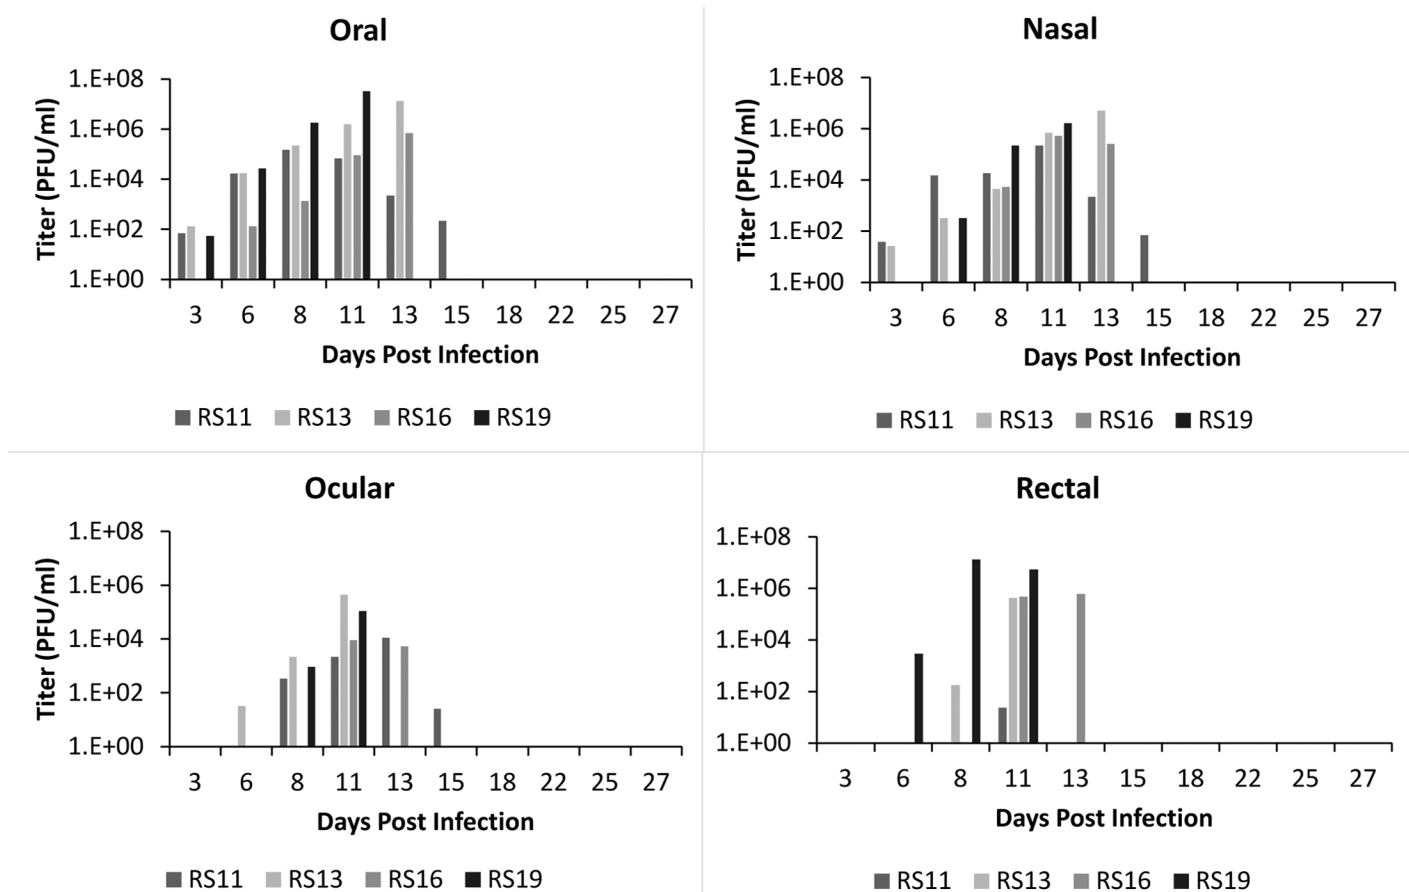 Oral
Titer (PFU/ml)
1.E+08
1.E+06
1.E+04
1.E+02
1.E+00
3 6 8 11 13 15 18 22 25 27
Days Post Infection
RS11 RS13 RS16 RS19
Nasal
Titer (PFU/ml)
1.E+08
1.E+06
1.E+04
1.E+02
1.E+00
3 6 8 11 13 15 18 22 25 27
Days Post Infection
RS11 RS13 RS16 RS19
Ocular
Titer (PFU/ml)
1.E+08
1.E+06
1.E+04
1.E+02
1.E+00
3 6 8 11 13 15 18 22 25 27
Days Post Infection
RS11 RS13 RS16 RS19
Rectal
1.E+08
1.E+06
1.E+04
1.E+02
1.E+00
3 6 8 11 13 15 18 22 25 27
Days Post Infection
RS11 RS13 RS16 RS19